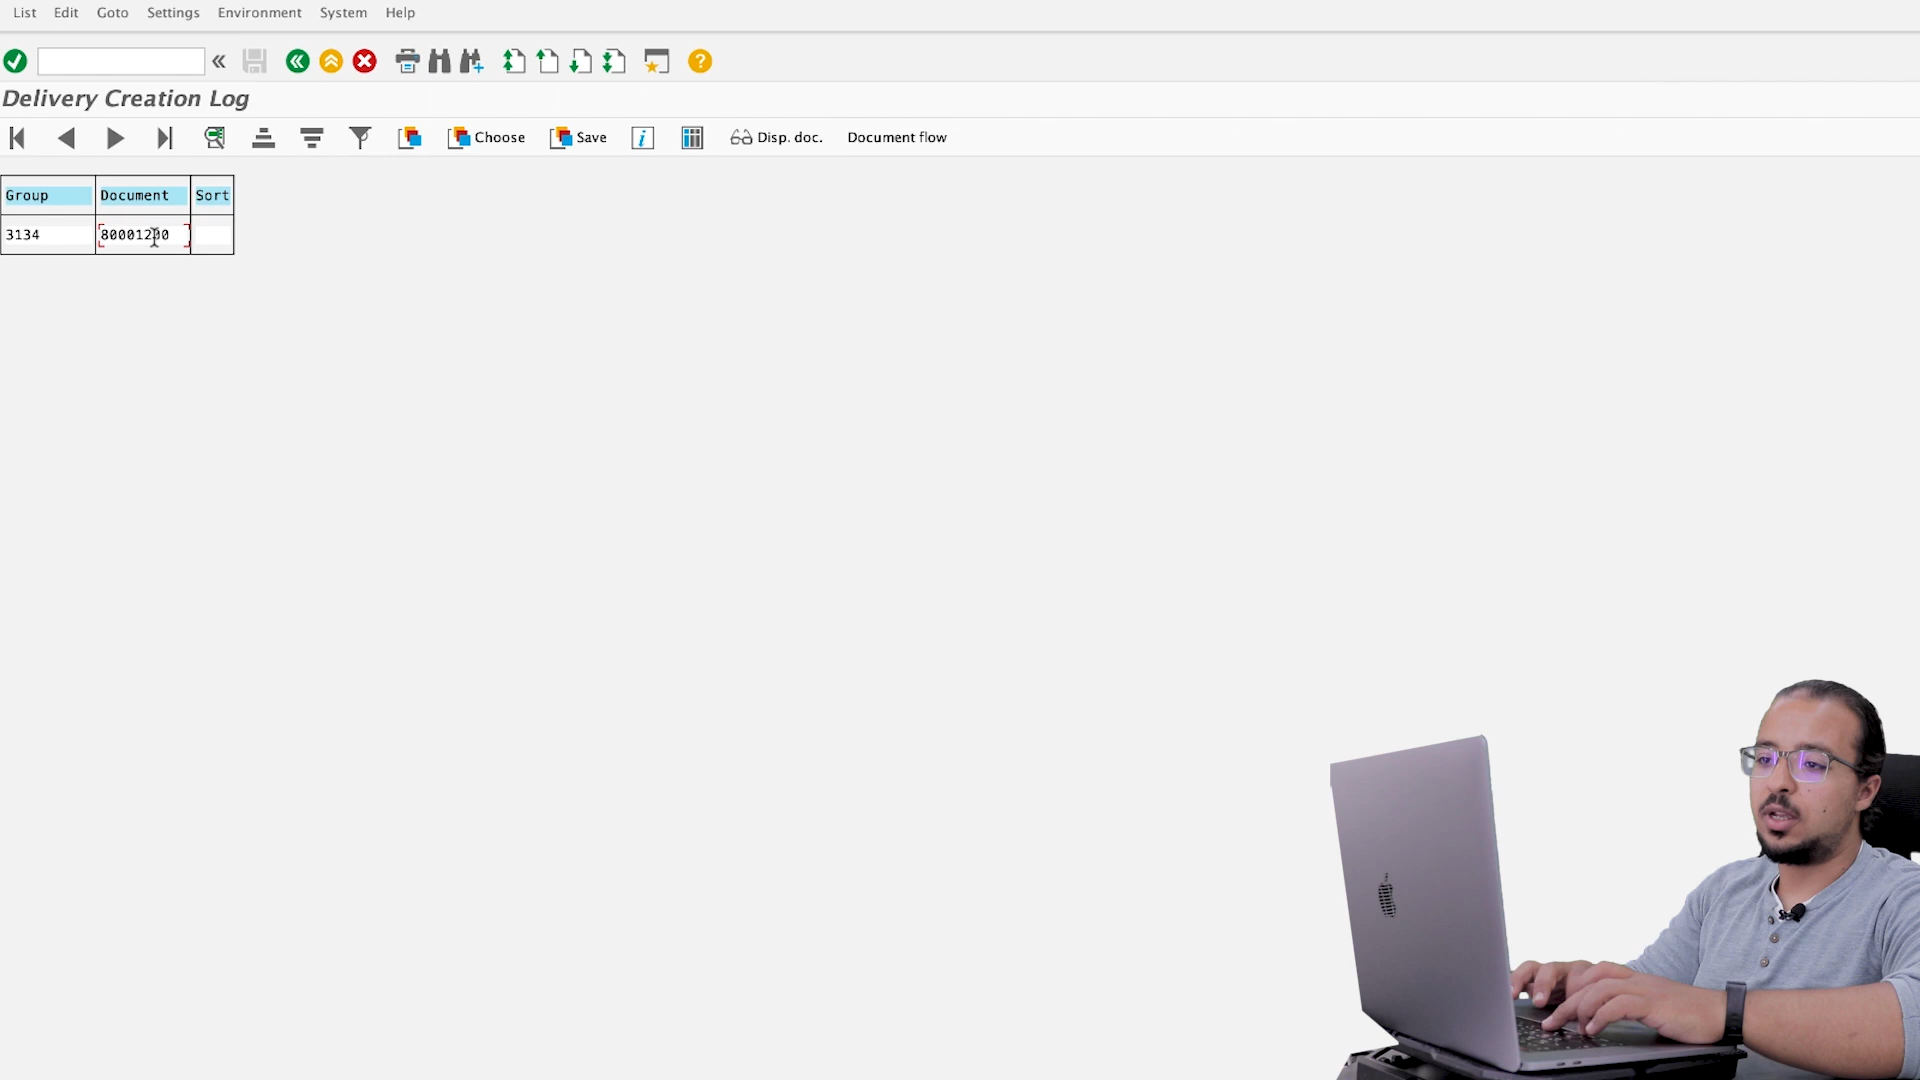 List Edit Goto Settings Environment System Help
Delivery Creation Log
Choose Save Disp. doc. Document flow
Group Document Sort
3134 80001200